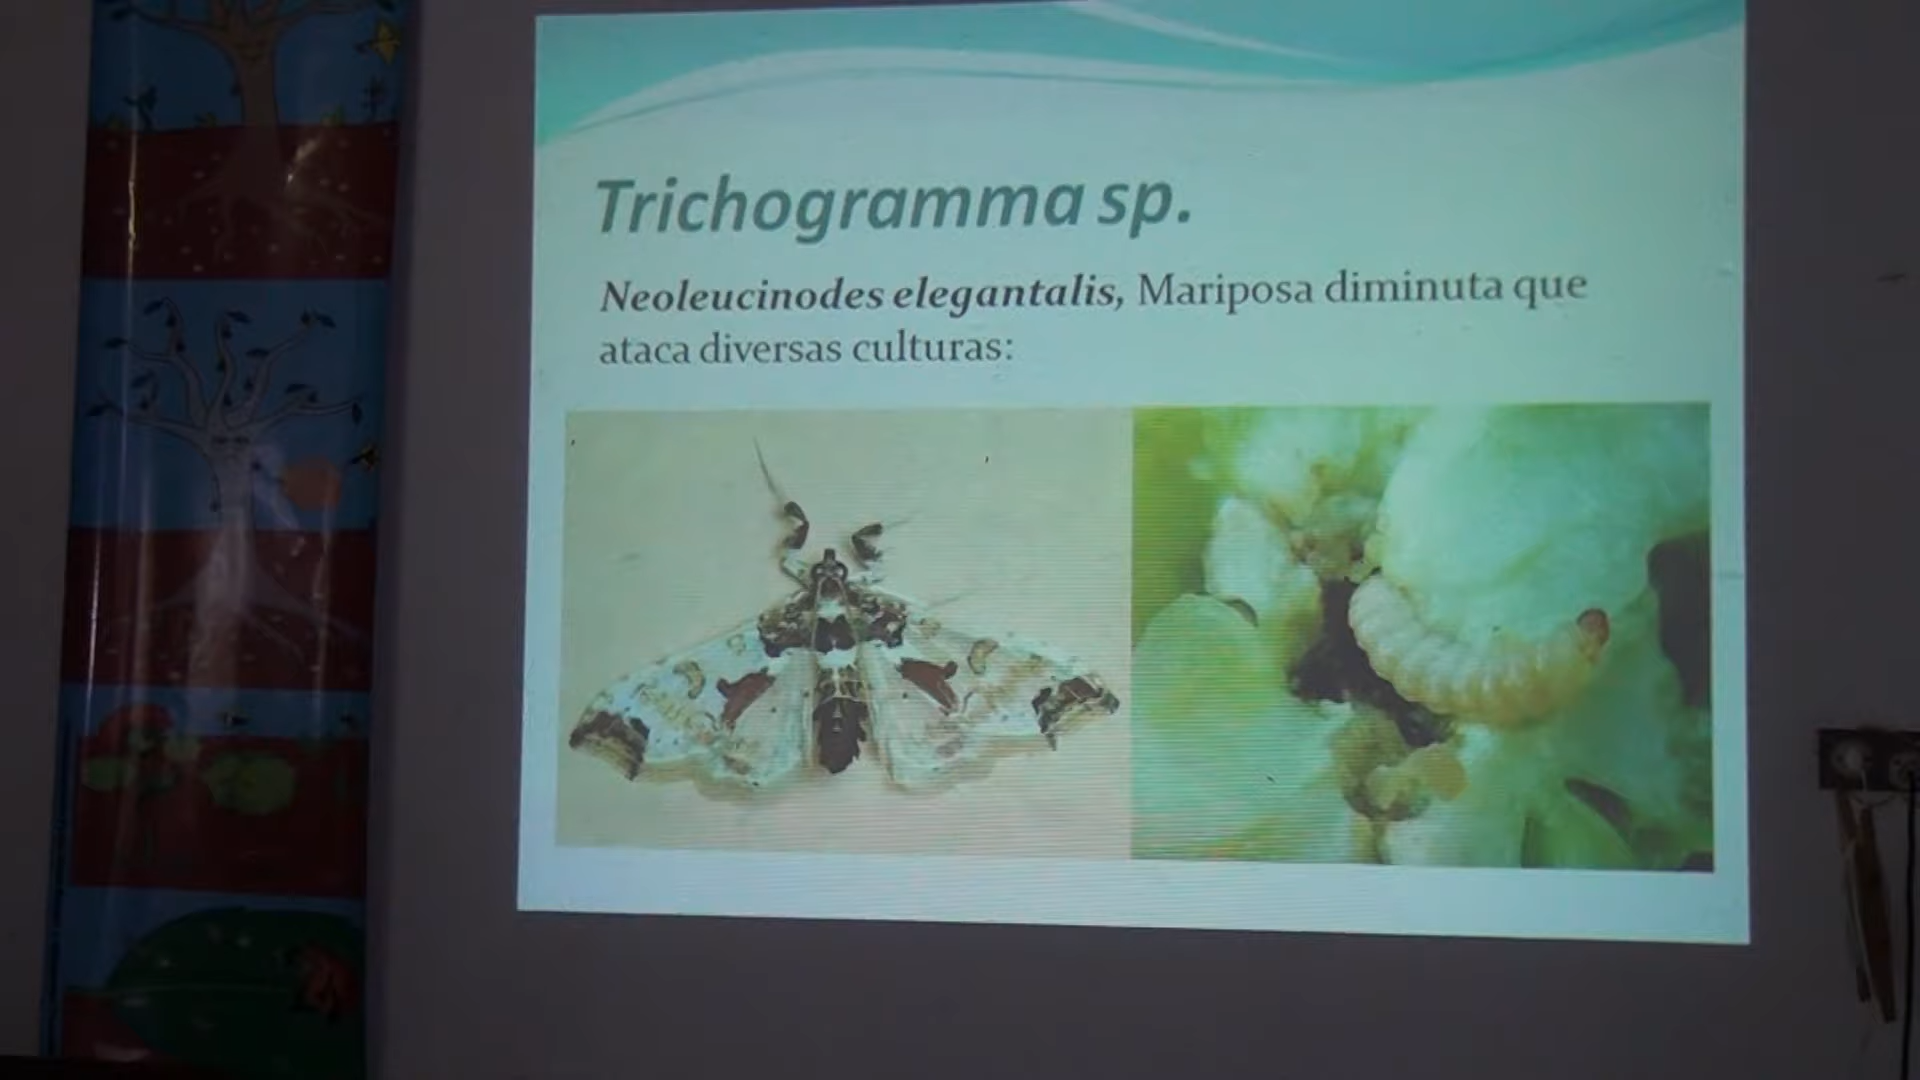 Trichogramma sp.
Neoleucinodes elegantalis, Mariposa diminuta que
ataca diversas culturas: